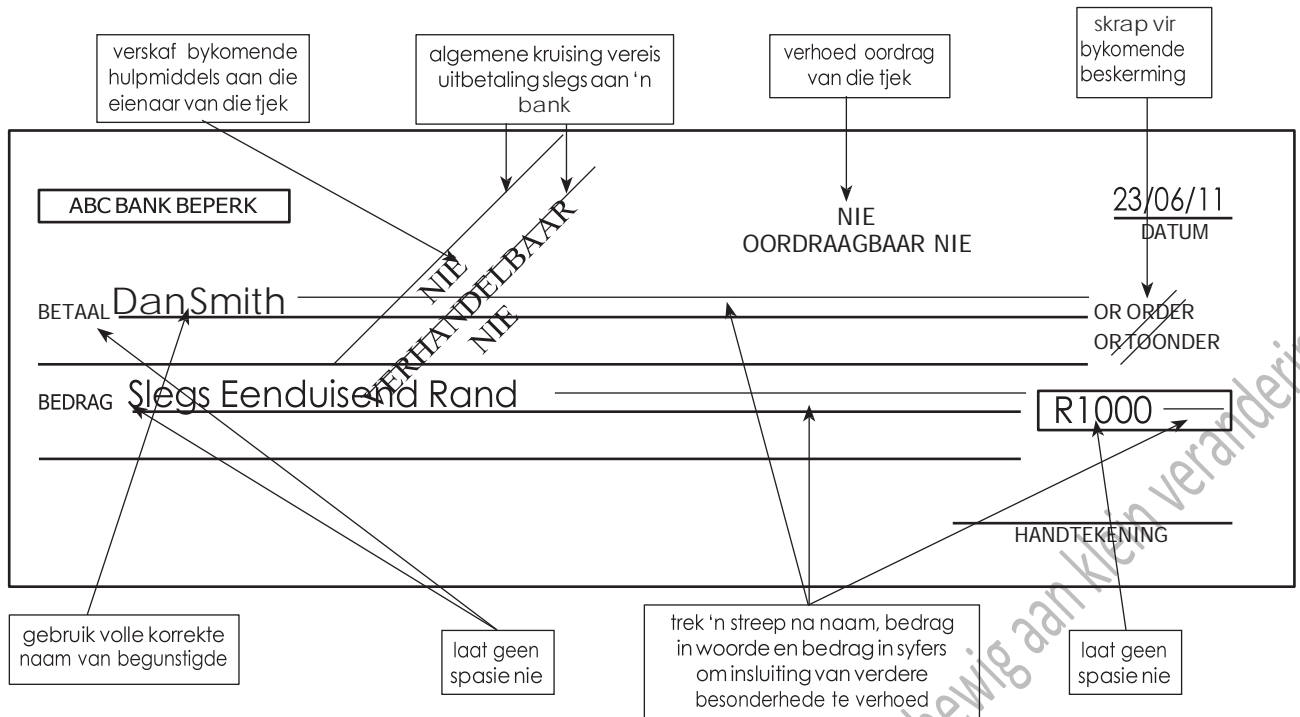 verskaf bykomende
hulpmiddels aan die
eienaar van die tjek
algemene kruising vereis
uitbetaling slegs aan ‘n
bank
verhoed oordrag
van die tjek
skrap vir
bykomende
beskerming
ABC BANK BEPERK
NIE
VERHANDELBAAR
NIE
NIE
OORDRAAGBAAR NIE
23/06/11
DATUM
BETAAL Dan Smith
OR ORDER
OR TOONDER
BEDRAG Slegs Eenduisend Rand
R1000
HANDTEKENING
gebruik volle korrekte
naam van begunstigde
laat geen
spasie nie
trek ‘n streep na naam, bedrag
in woorde en bedrag in syfers
om insluiting van verdere
besonderhede te verhoed
laat geen
spasie nie
aan klein